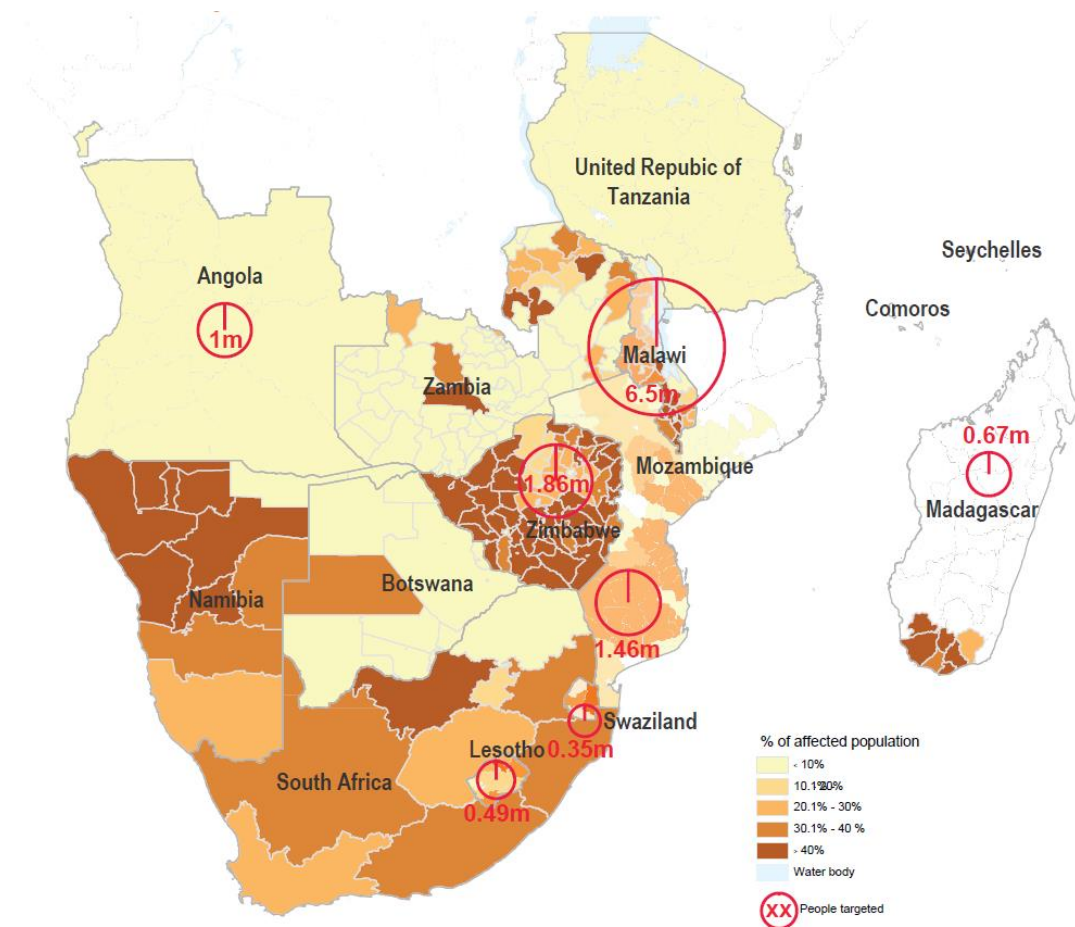 United Repubic of
Tanzania
Seychelles
Angola
Comoros
1m
Malawi
Zambia
6.5m
0.67m
Mozambique
1.86m
Madagascar
Zimbabwe
Botswana
Namibia
1.46m
Swaziland
Lesotho
0.35m
South Africa
0.49m
% of affected population
< 10%
20.1% - 30%
30.1% - 40 %
> 40%
Water body
XX People targeted